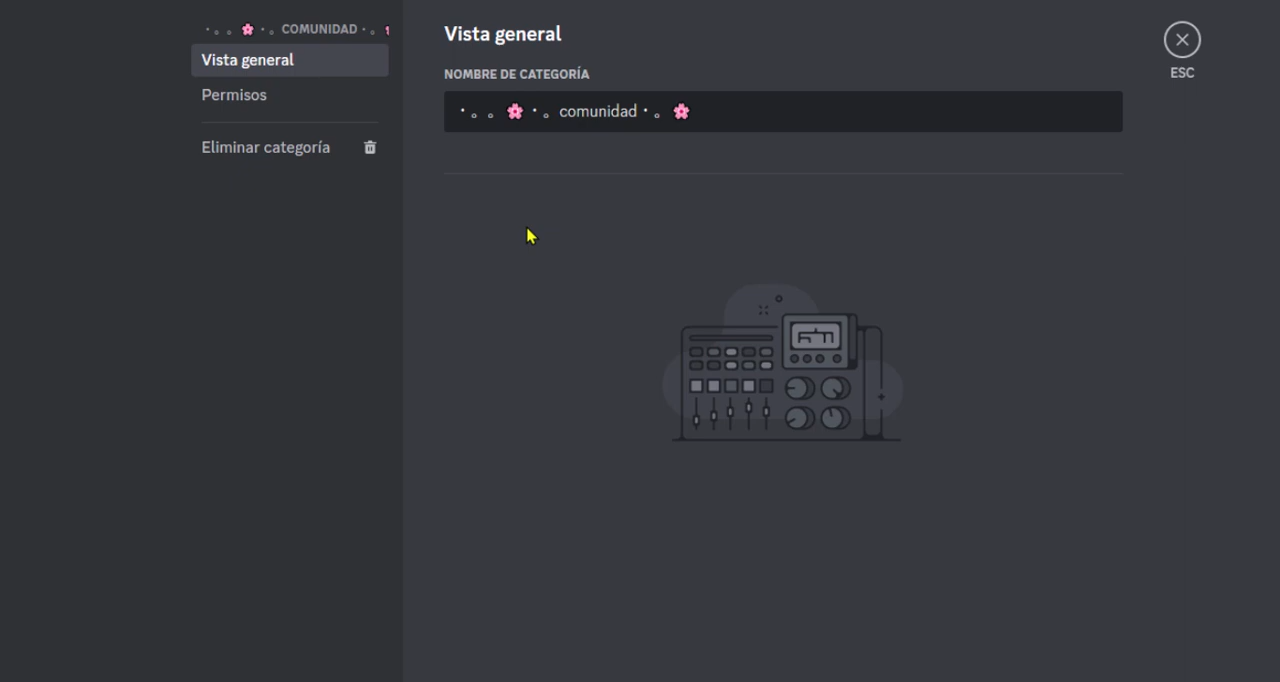 ・。。🌸・。COMUNIDAD・。
Vista general
Permisos
Eliminar categoría
Vista general
NOMBRE DE CATEGORÍA
・。。🌸・。comunidad・。🌸
ESC